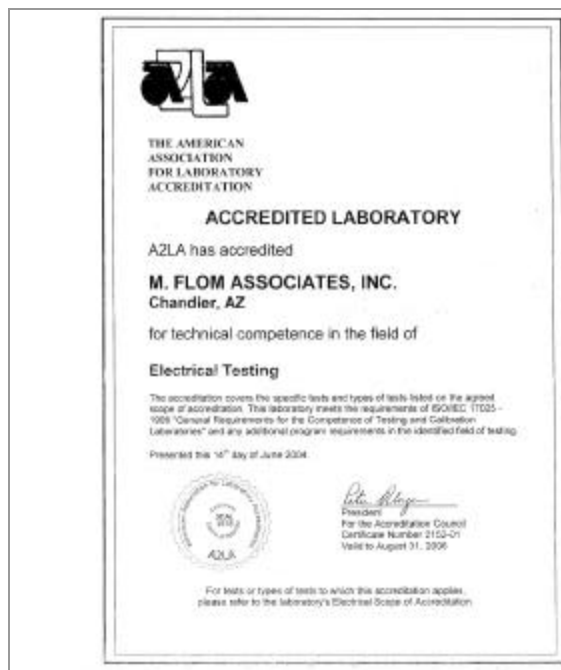 A2LA
THE AMERICAN
ASSOCIATION
FOR LABORATORY
ACCREDITATION
ACCREDITED LABORATORY
A2LA has accredited
M. FLOM ASSOCIATES, INC.
Chandler, AZ
for technical competence in the field of
Electrical Testing
The accreditation covers the specific tests and types of tests listed on the agreed
scope of accreditation. This laboratory meets the requirements of ISO/IEC 17025 -
1999 "General Requirements for the Competence of Testing and Calibration
Laboratories" and any additional program requirements in the identified field of testing.
Presented this 14th day of June 2004.
President
For the Accreditation Council
Certificate Number 2152-01
Valid to August 31, 2006
SEAL
A2LA
For tests or types of tests to which this accreditation applies,
please refer to the laboratory's Electrical Scope of Accreditation